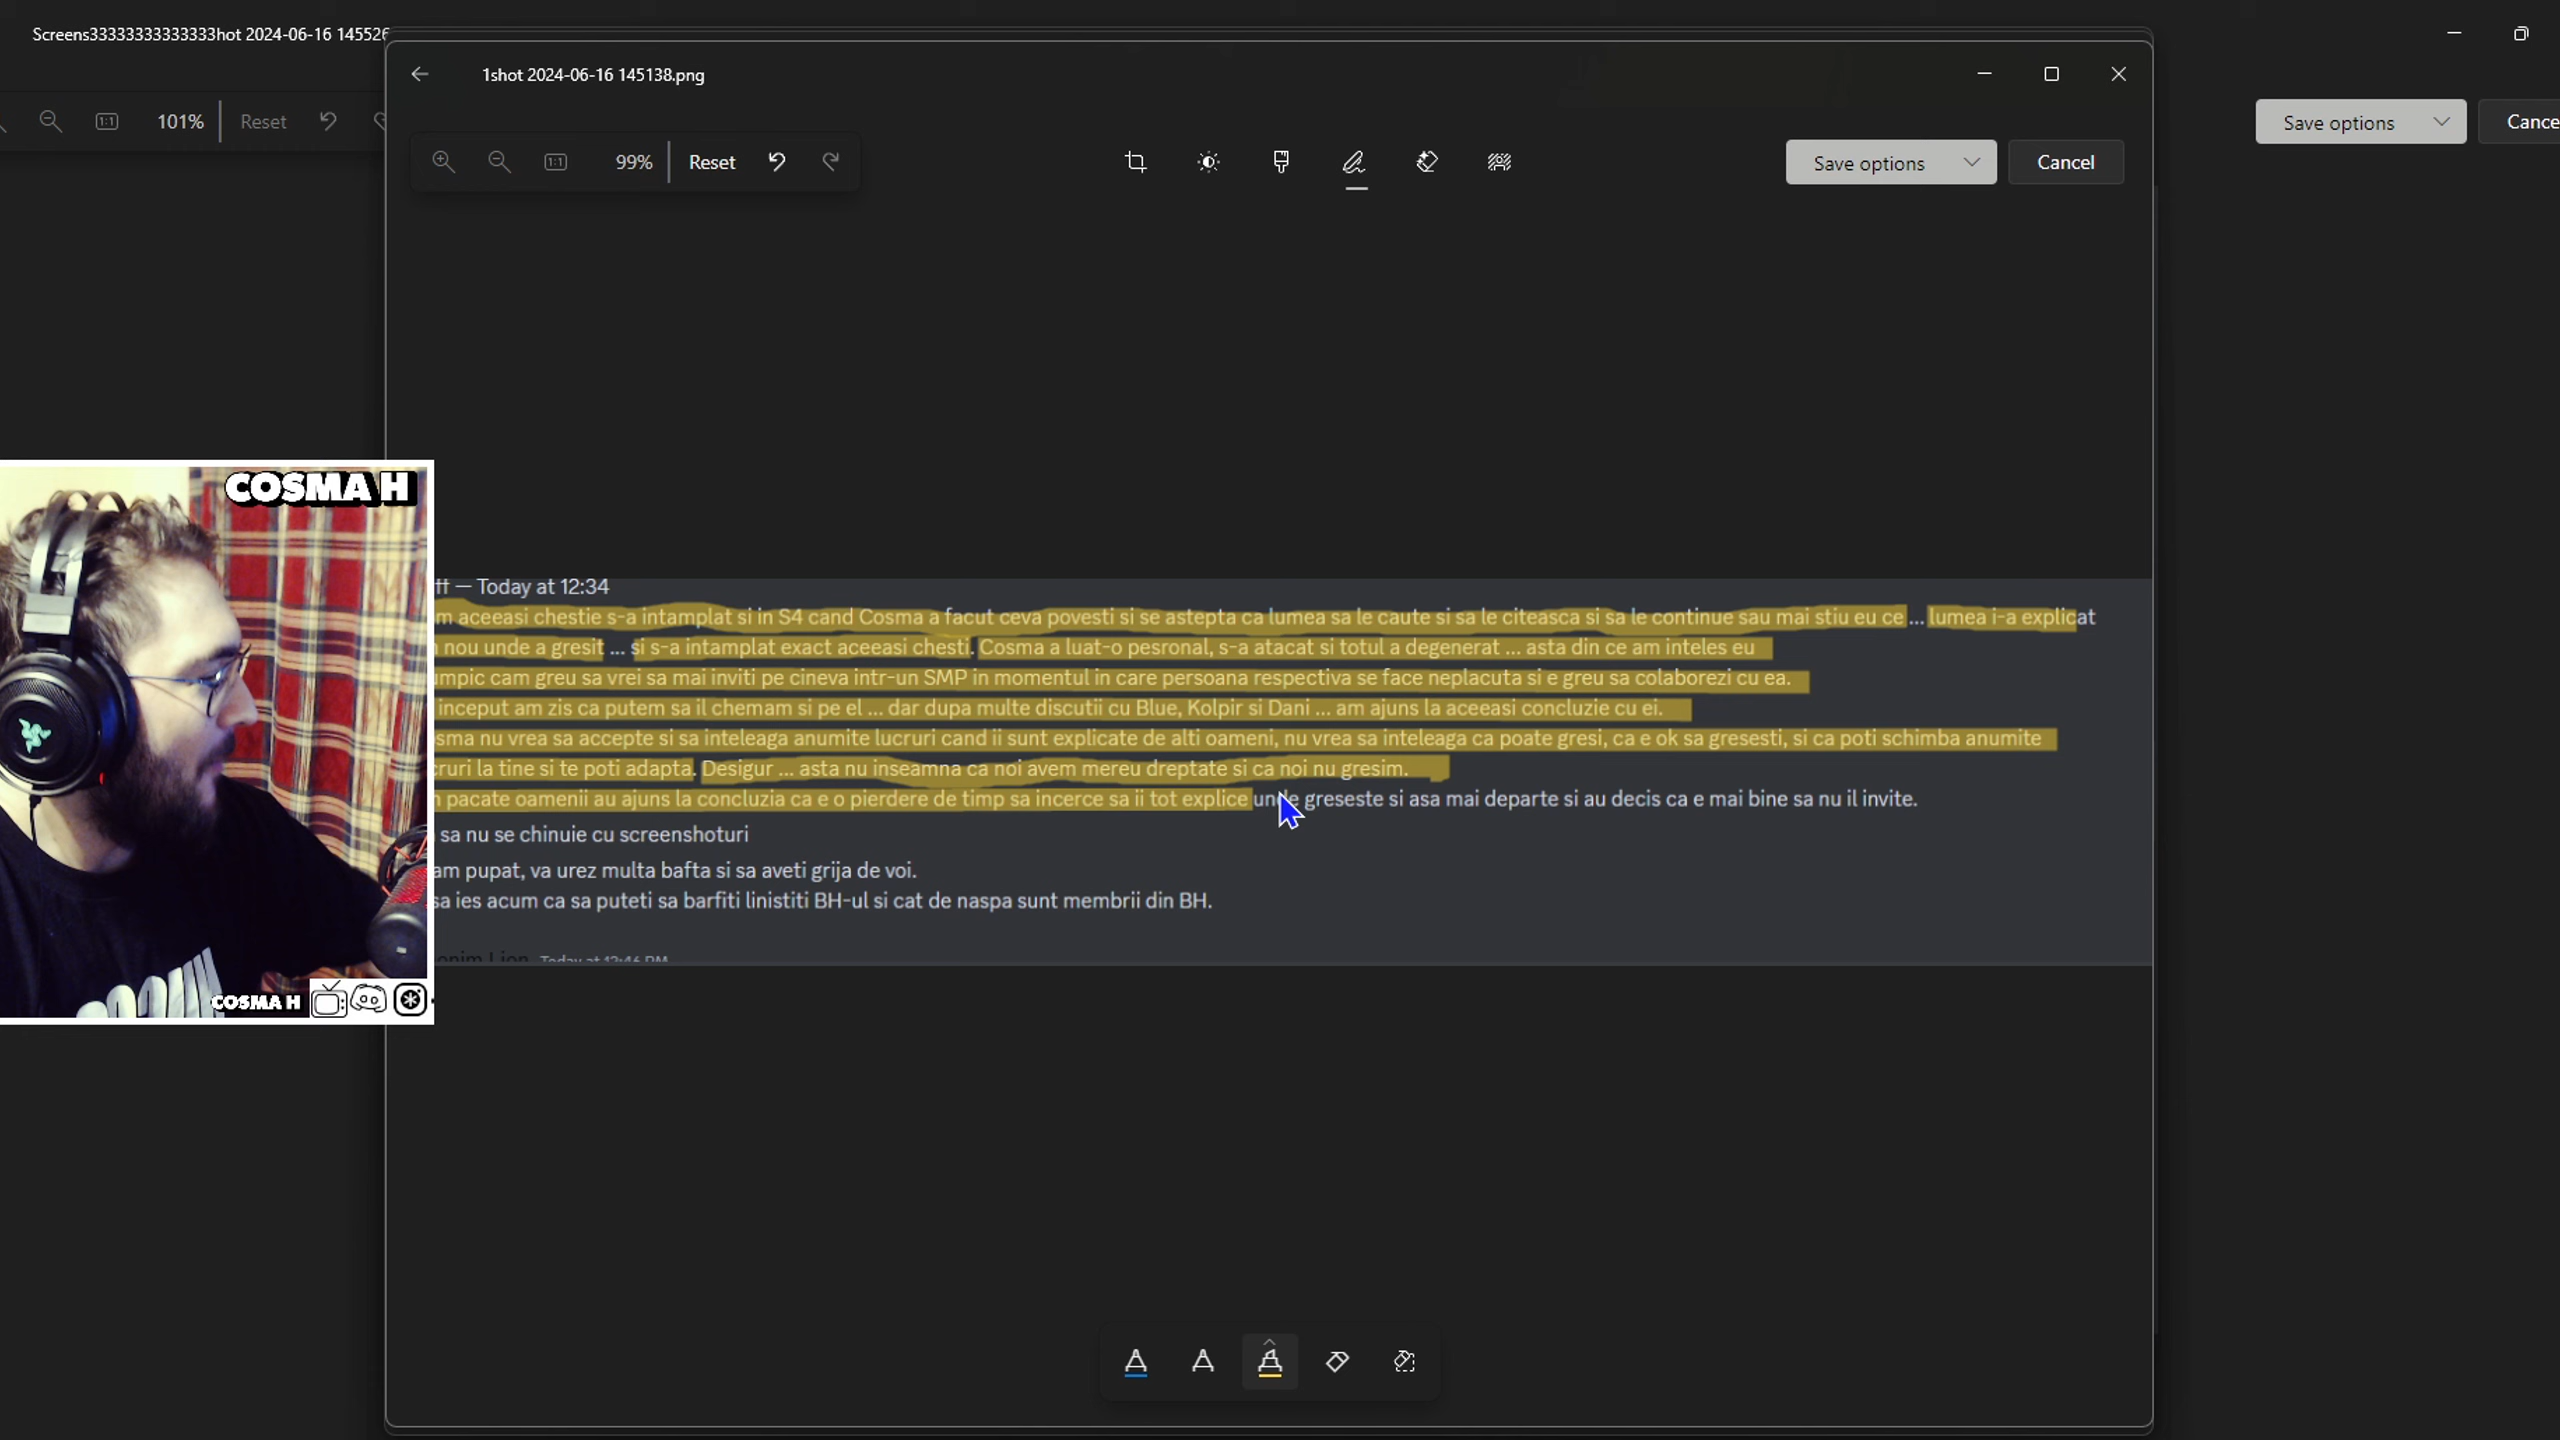 Screens33333333333333hot 2024-06-16 145526
1shot 2024-06-16 145138.png
101%
Reset
99%
Reset
Save options
Cancel
Save options
Cance
COSMA H
ff — Today at 12:34
m aceeasi chestie s-a intamplat si in S4 cand Cosma a facut ceva povesti si se astepta ca lumea sa le caute si sa le citeasca si sa le continue sau mai stiu eu ce ... lumea i-a explicat
nou unde a gresit ... si s-a intamplat exact aceeasi chesti. Cosma a luat-o pesronal, s-a atacat si totul a degenerat ... asta din ce am inteles eu
umpic cam greu sa vrei sa mai inviti pe cineva intr-un SMP in momentul in care persoana respectiva se face neplacuta si e greu sa colaborezi cu ea.
inceput am zis ca putem sa il chemam si pe el ... dar dupa multe discutii cu Blue, Kolpir si Dani ... am ajuns la aceeasi concluzie cu ei.
sma nu vrea sa accepte si sa inteleaga anumite lucruri cand ii sunt explicate de alti oameni, nu vrea sa inteleaga ca poate gresi, ca e ok sa gresesti, si ca poti schimba anumite
cruri la tine si te poti adapta. Desigur ... asta nu inseamna ca noi avem mereu dreptate si ca noi nu gresim.
n pacate oamenii au ajuns la concluzia ca e o pierdere de timp sa incerce sa ii tot explice unde greseste si asa mai departe si au decis ca e mai bine sa nu il invite.
sa nu se chinuie cu screenshoturi
am pupat, va urez multa bafta si sa aveti grija de voi.
sa ies acum ca sa puteti sa barfiti linistiti BH-ul si cat de naspa sunt membrii din BH.
onim Lion Today at 12:46 PM
COSMA H